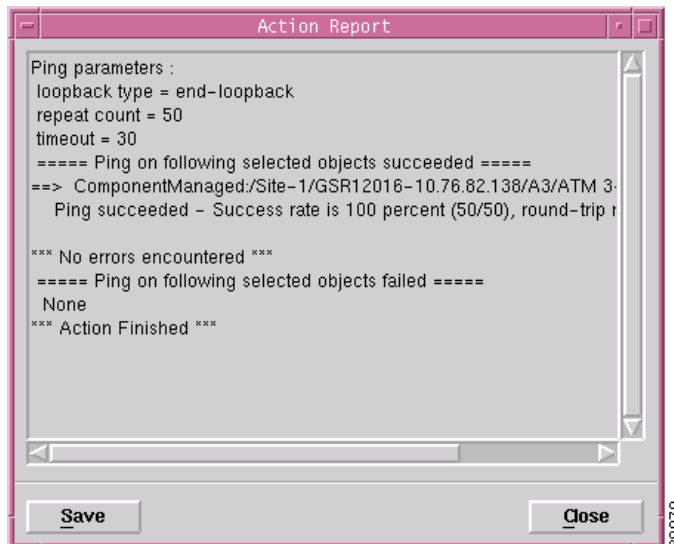 Action Report
Ping parameters :
loopback type = end-loopback
repeat count = 50
timeout = 30
===== Ping on following selected objects succeeded =====
==> ComponentManaged:/Site-1/GSR12016-10.76.82.138/A3/ATM 3-
Ping succeeded - Success rate is 100 percent (50/50), round-trip
*** No errors encountered ***
===== Ping on following selected objects failed =====
None
*** Action Finished ***
Save
Close